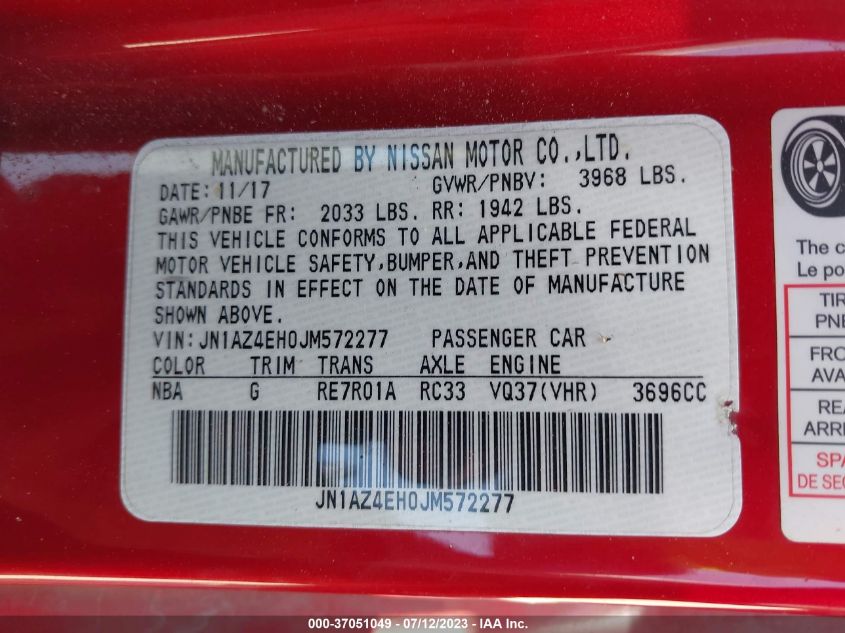 MANUFACTURED BY NISSAN MOTOR CO.,LTD.
DATE:11/17 GVWR/PNBV: 3968 LBS.
GAWR/PNBE FR: 2033 LBS. RR: 1942 LBS.
THIS VEHICLE CONFORMS TO ALL APPLICABLE FEDERAL
MOTOR VEHICLE SAFETY,BUMPER,AND THEFT PREVENTION
STANDARDS IN EFFECT ON THE DATE OF MANUFACTURE
SHOWN ABOVE.
VIN:JN1AZ4EH0JM572277 PASSENGER CAR
COLOR TRIM TRANS AXLE ENGINE
NBA G RE7R01A RC33 VQ37(VHR) 3696CC
JN1AZ4EH0JM572277
The c
Le po
TIR
PNE
FRO
AVA
REA
ARRI
SPA
DE SEC
000-37051049 - 07/12/2023 - IAA Inc.